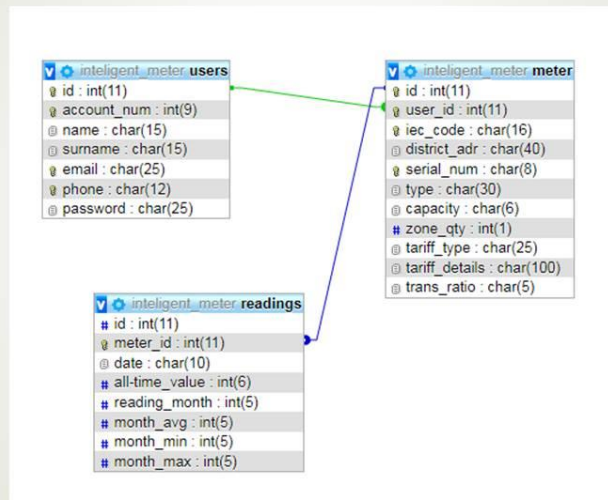 inteligent_meter users
id : int(11)
account_num : int(9)
name : char(15)
surname : char(15)
email : char(25)
phone : char(12)
password : char(25)
inteligent_meter meter
id : int(11)
user_id : int(11)
iec_code : char(16)
district_adr : char(40)
serial_num : char(8)
type : char(30)
capacity : char(6)
# zone_qty : int(1)
tariff_type : char(25)
tariff_details : char(100)
trans_ratio : char(5)
inteligent_meter readings
# id : int(11)
meter_id : int(11)
date : char(10)
# all-time_value : int(6)
# reading_month : int(5)
# month_avg : int(5)
# month_min : int(5)
# month_max : int(5)